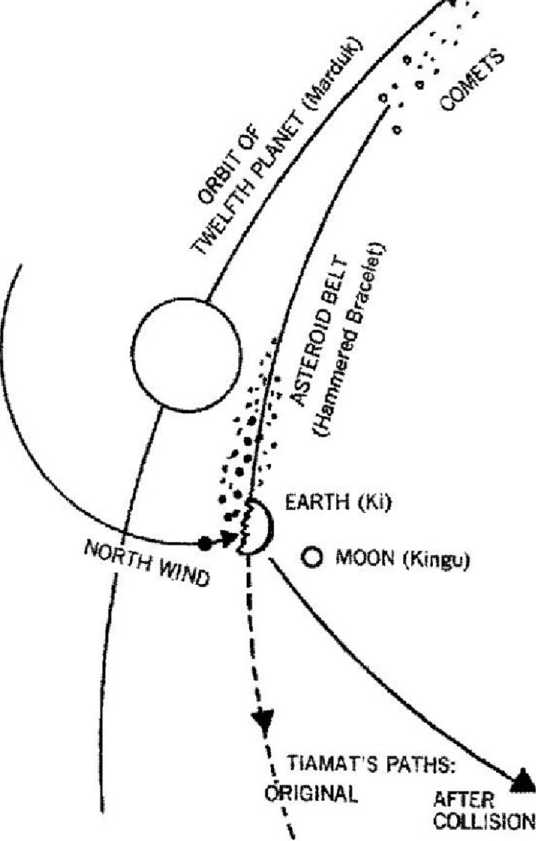 COMETS
ORBIT OF
TWELFTH PLANET (Marduk)
ASTEROID BELT
(Hammered Bracelet)
EARTH (Ki)
MOON (Kingu)
NORTH WIND
TIAMAT'S PATHS:
ORIGINAL
AFTER
COLLISION